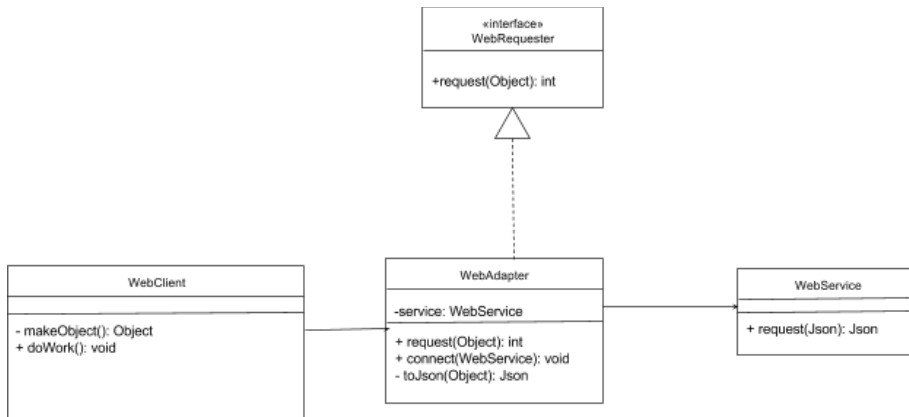 «interface»
WebRequester
+request(Object): int
WebClient
- makeObject(): Object
+ doWork(): void
WebAdapter
-service: WebService
+ request(Object): int
+ connect(WebService): void
- toJson(Object): Json
WebService
+ request(Json): Json